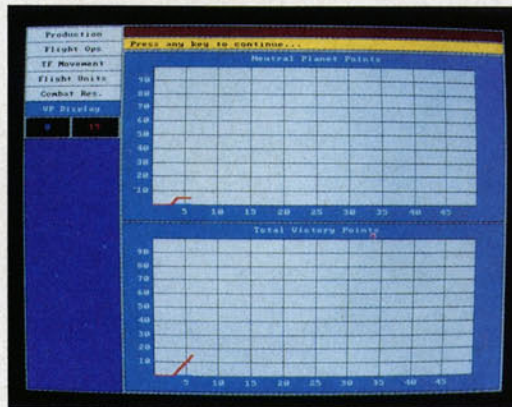 Production
Flight Ops
TF Movement
Flight Units
Combat Res.
VP Display
0 15
Press any key to continue...
Neutral Planet Points
90
80
70
60
50
40
30
20
10
5 10 15 20 25 30 35 40 45
Total Victory Points
90
80
70
60
50
40
30
20
10
5 10 15 20 25 30 35 40 45